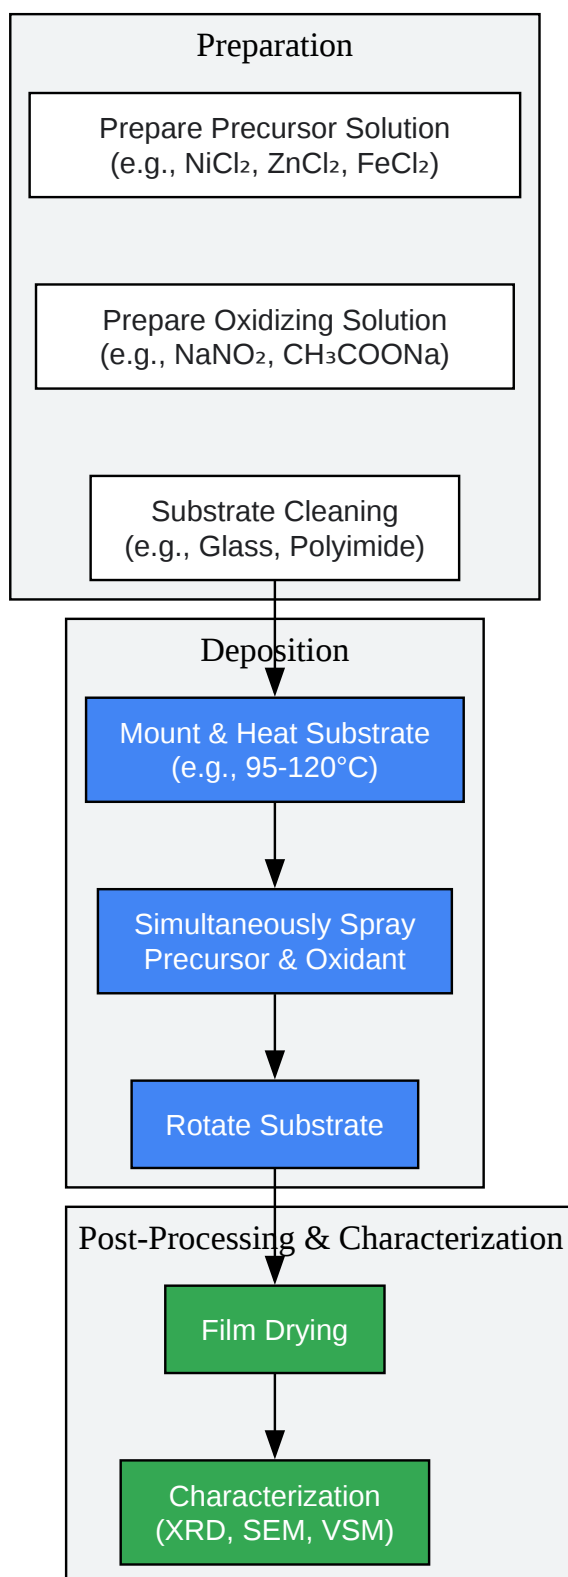 Preparation
Prepare Precursor Solution
(e.g., NiCl₂, ZnCl₂, FeCl₂)
Prepare Oxidizing Solution
(e.g., NaNO₂, CH₃COONa)
Substrate Cleaning
(e.g., Glass, Polyimide)
Deposition
Mount & Heat Substrate
(e.g., 95-120°C)
Simultaneously Spray
Precursor & Oxidant
Rotate Substrate
Post-Processing & Characterization
Film Drying
Characterization
(XRD, SEM, VSM)